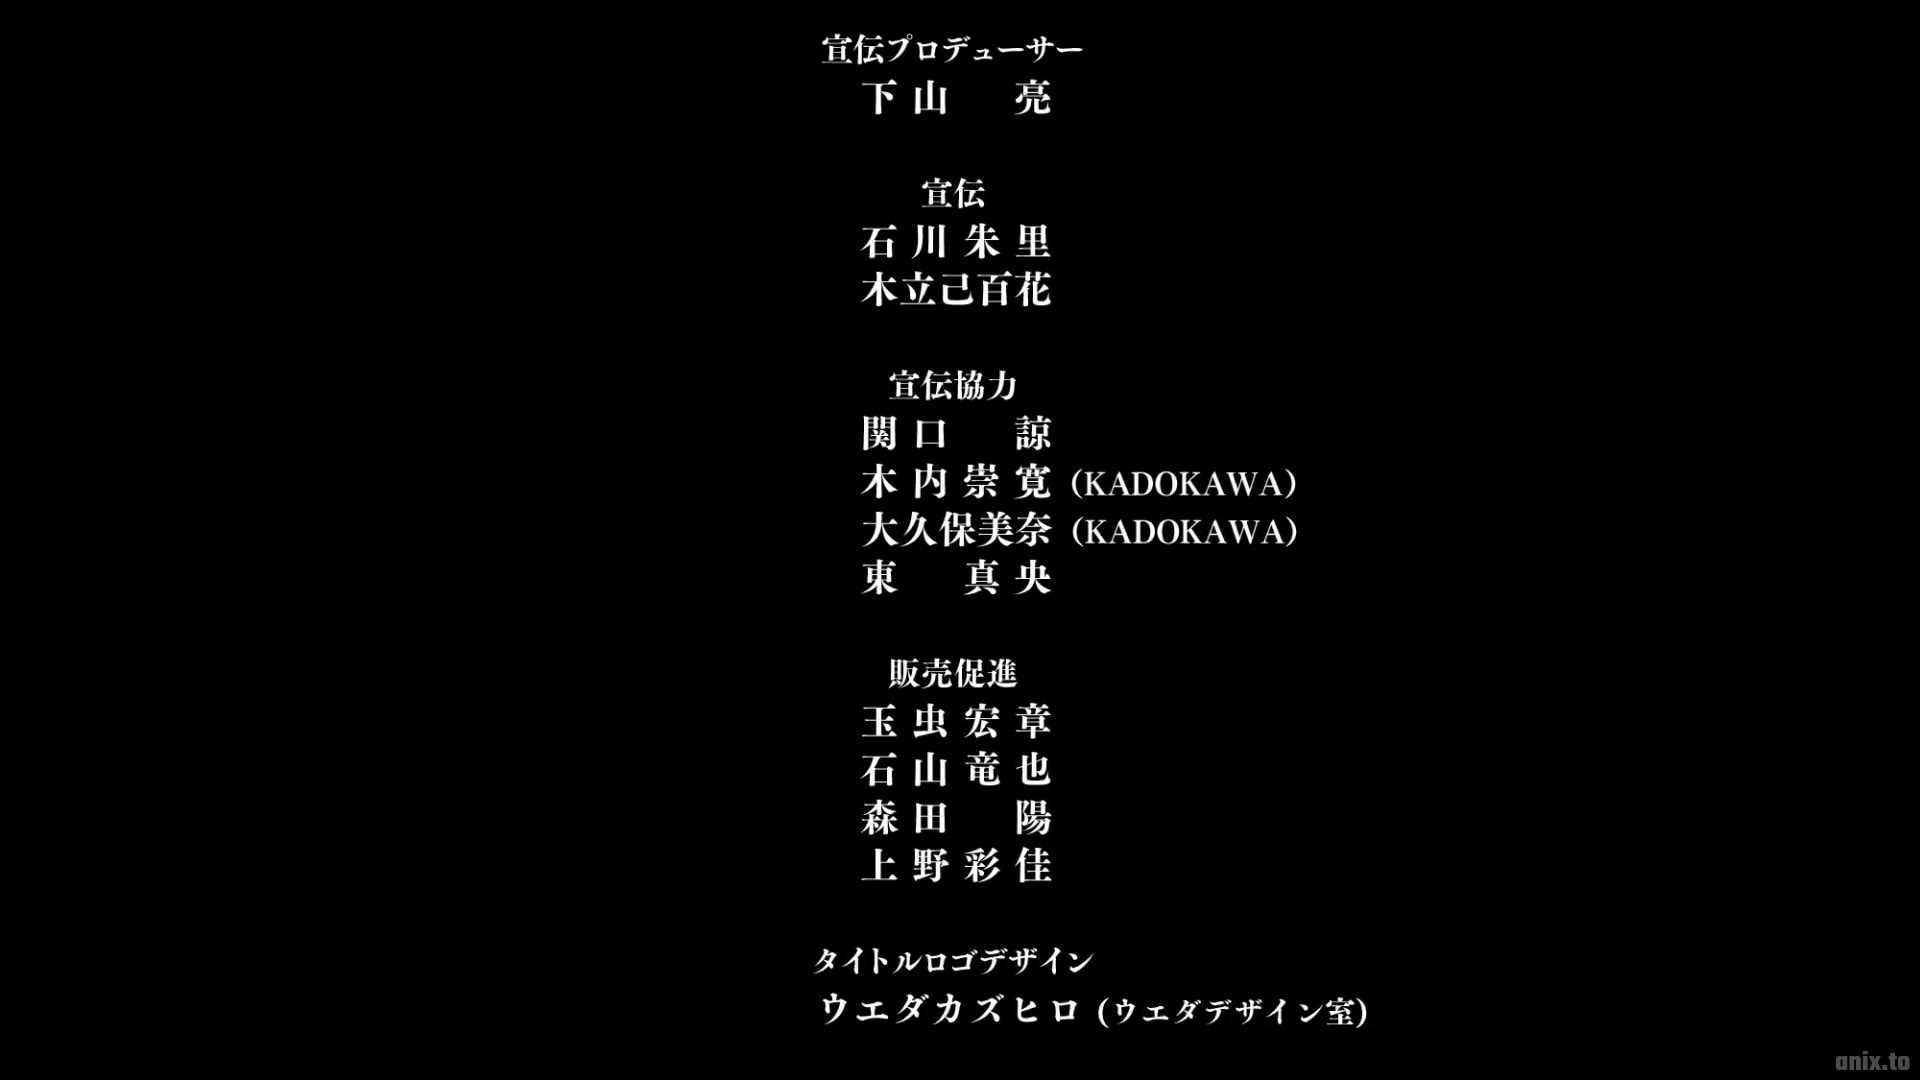 宣伝プロデューサー
下山 亮
宣伝
石川朱里
木立己百花
宣伝協力
関口 諒
木内崇寛（KADOKAWA）
大久保美奈（KADOKAWA）
東 真央
販売促進
玉虫宏章
石山竜也
森田 陽
上野彩佳
タイトルロゴデザイン
ウエダカズヒロ (ウエダデザイン室)
anix.to